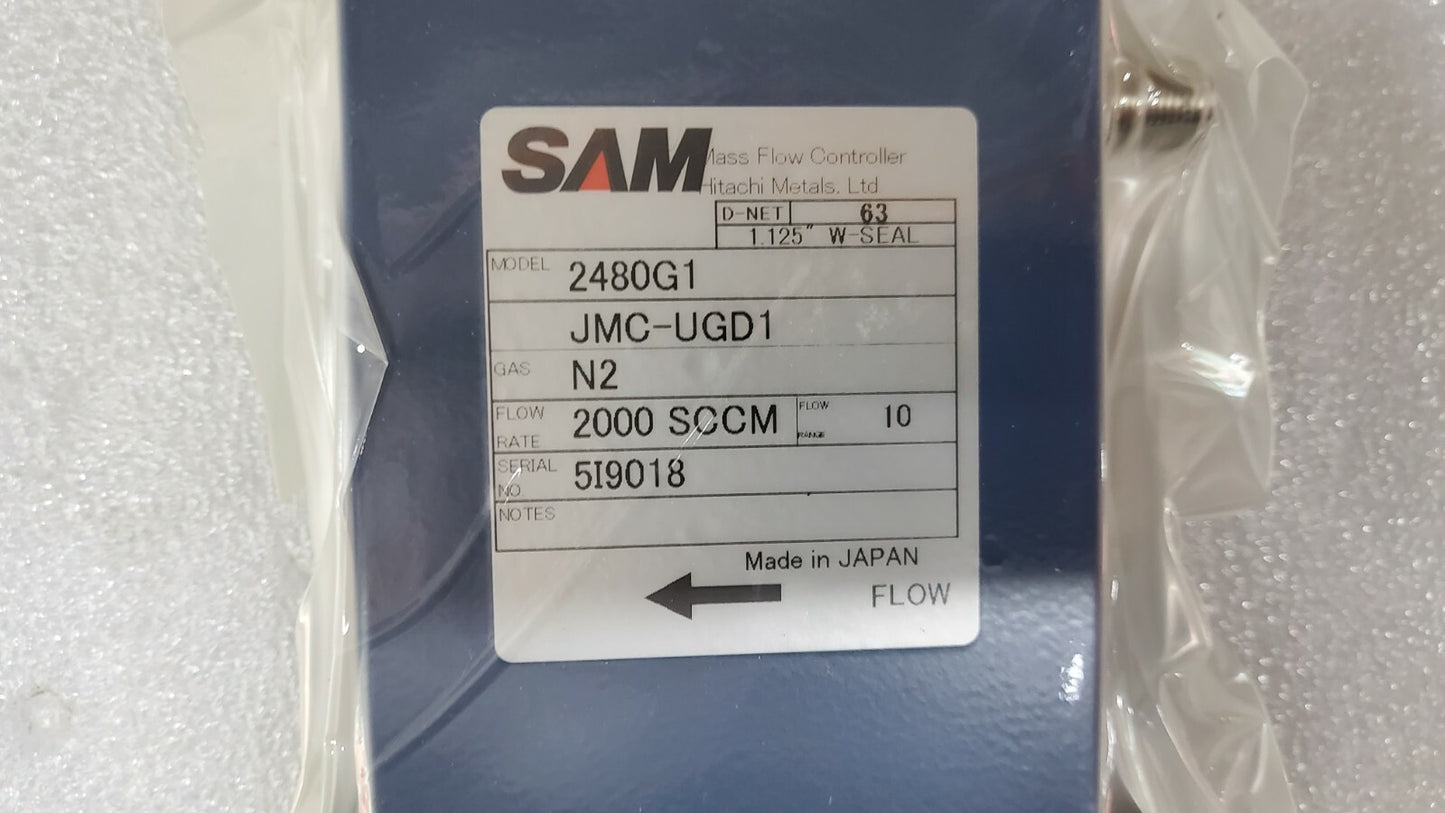 SAM
Mass Flow Controller
Hitachi Metals. Ltd
D-NET 63
1.125" W-SEAL
MODEL 2480G1
JMC-UGD1
GAS N2
FLOW RATE 2000 SCCM FLOW RANGE 10
SERIAL NO 5I9018
NOTES
Made in JAPAN
FLOW